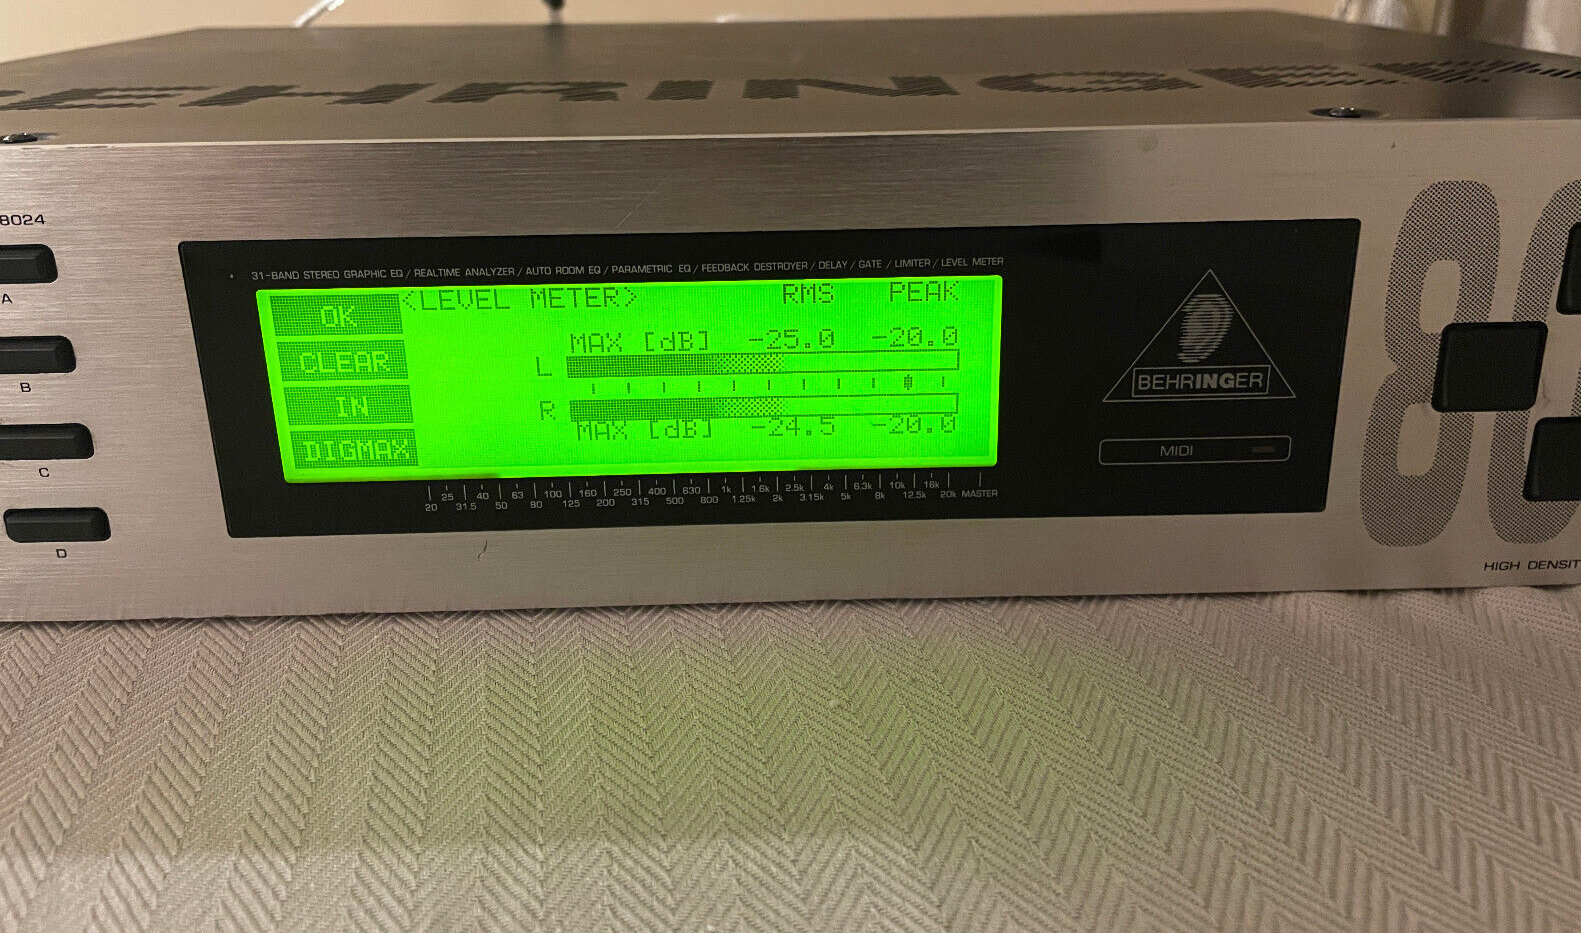 BEHRINGER
8024
A
B
C
D
31-BAND STEREO GRAPHIC EQ / REALTIME ANALYZER / AUTO ROOM EQ / PARAMETRIC EQ / FEEDBACK DESTROYER / DELAY / GATE / LIMITER / LEVEL METER
OK <LEVEL METER> RMS PEAK
MAX [dB] -25.0 -20.0
CLEAR L
IN R
MAX [dB] -24.5 -20.0
DIGMAX
25 40 63 100 160 250 400 630 1k 1.6k 2.5k 4k 6.3k 10k 16k
20 31.5 50 80 125 200 315 500 800 1.25k 2k 3.15k 5k 8k 12.5k 20k MASTER
BEHRINGER
MIDI
80
HIGH DENSIT